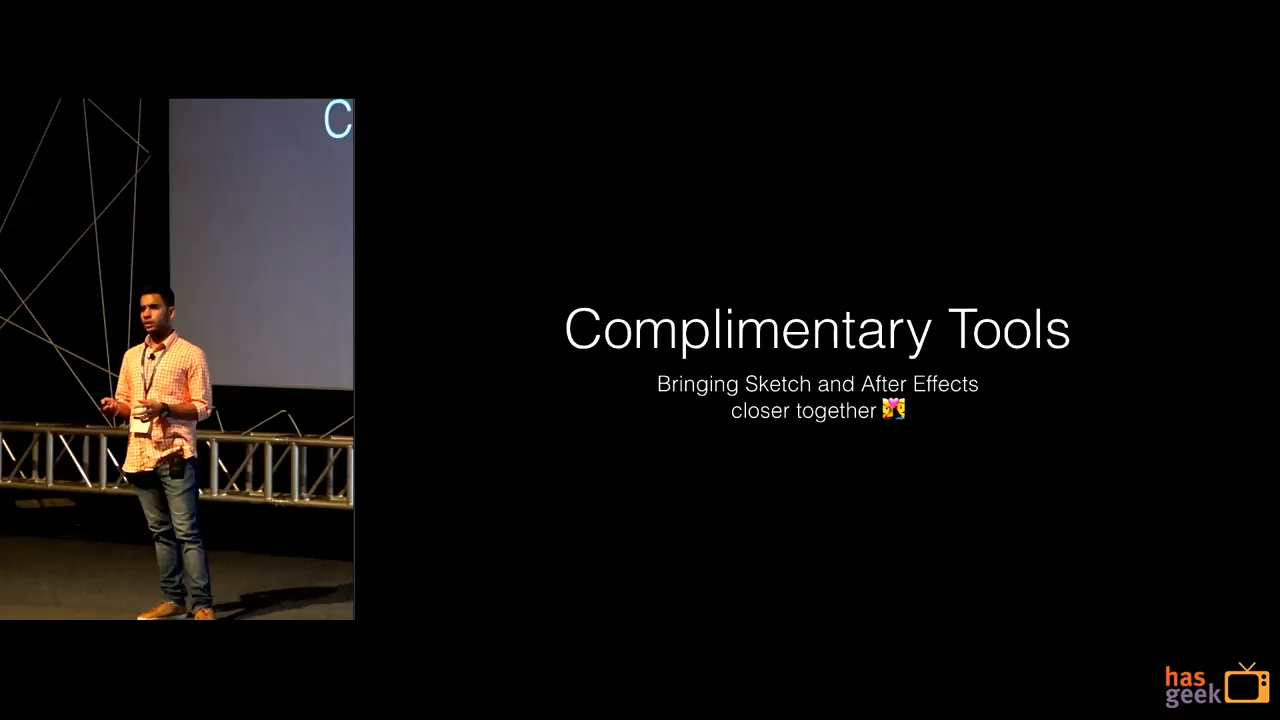 C
Complimentary Tools
Bringing Sketch and After Effects
closer together 💏
has
geek